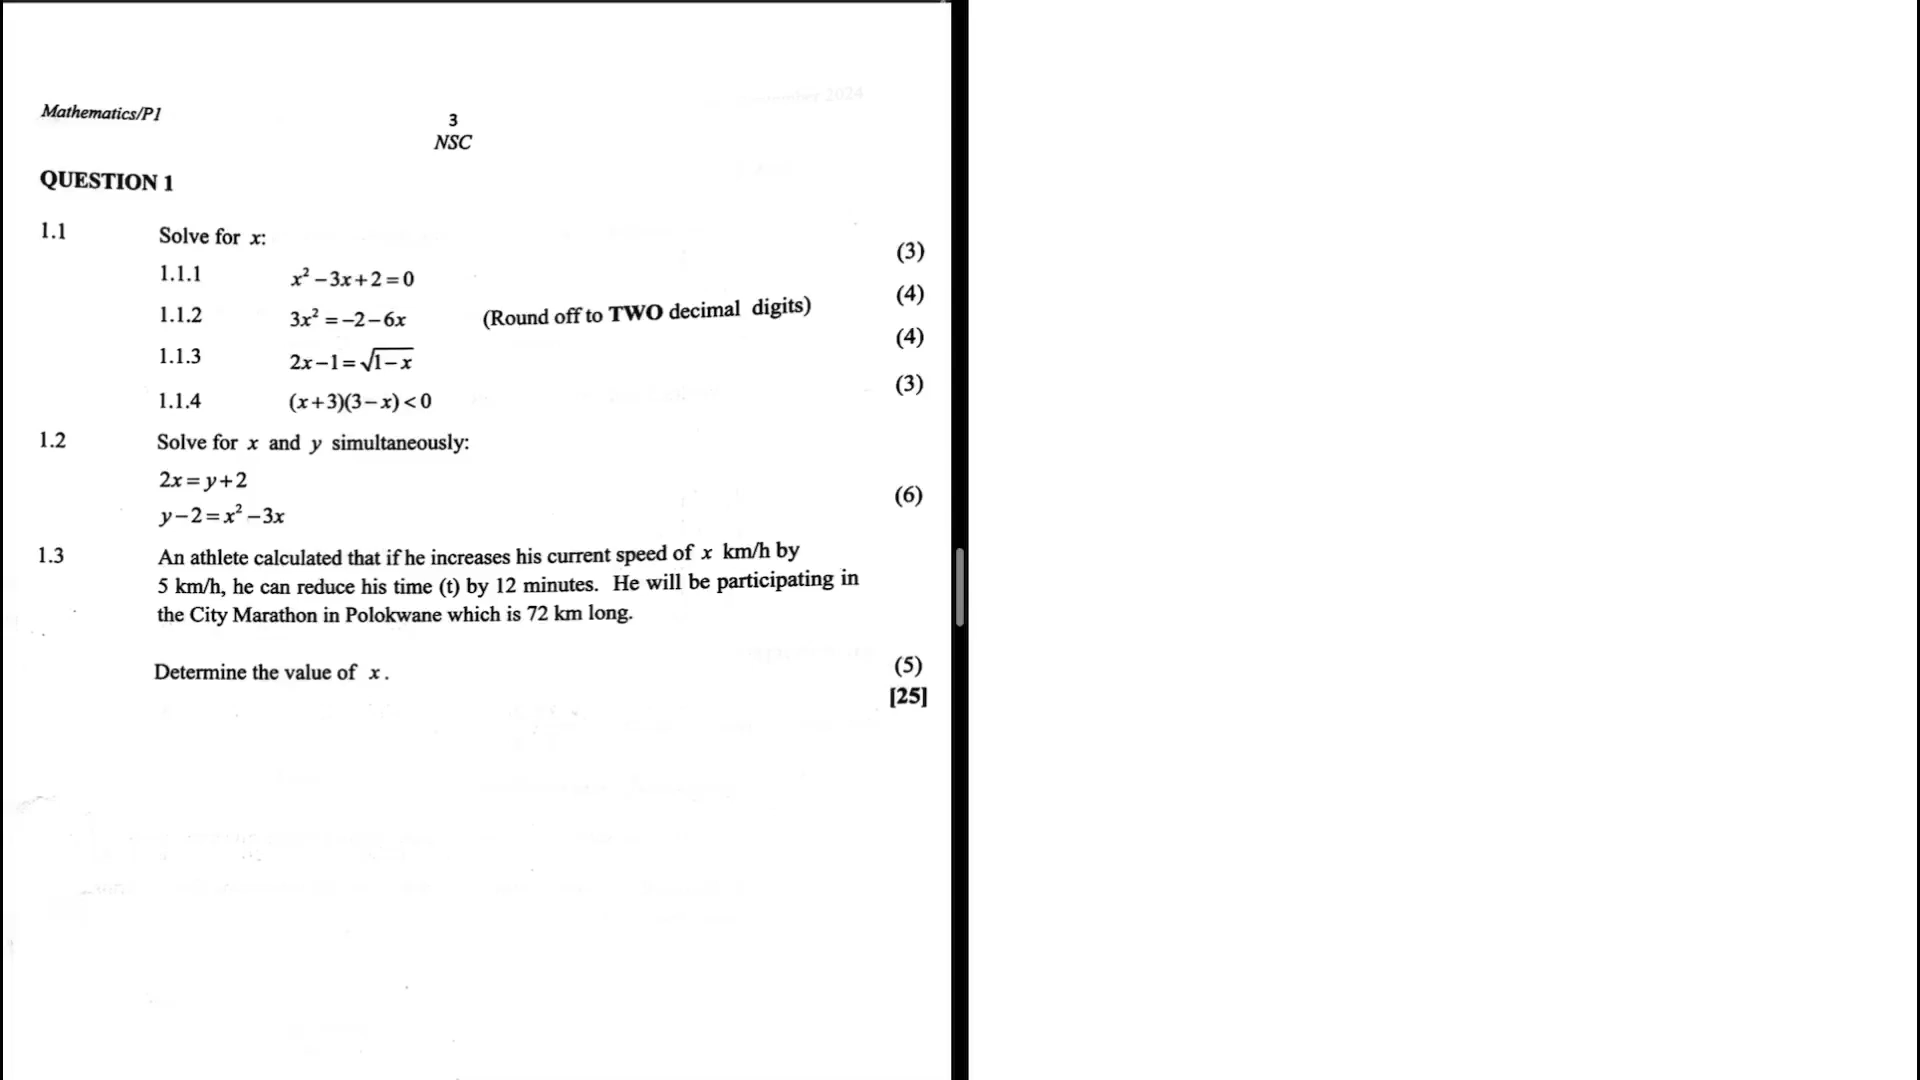 Mathematics/P1
3
NSC
QUESTION 1
1.1 Solve for x: (3)
1.1.1 x² – 3x + 2 = 0
1.1.2 3x² = –2 – 6x (Round off to TWO decimal digits) (4)
1.1.3 2x – 1 = √(1 – x) (4)
1.1.4 (x+3)(3–x) < 0 (3)
1.2 Solve for x and y simultaneously:
2x = y + 2
y – 2 = x² – 3x (6)
1.3 An athlete calculated that if he increases his current speed of x km/h by
5 km/h, he can reduce his time (t) by 12 minutes. He will be participating in
the City Marathon in Polokwane which is 72 km long.
Determine the value of x. (5)
[25]